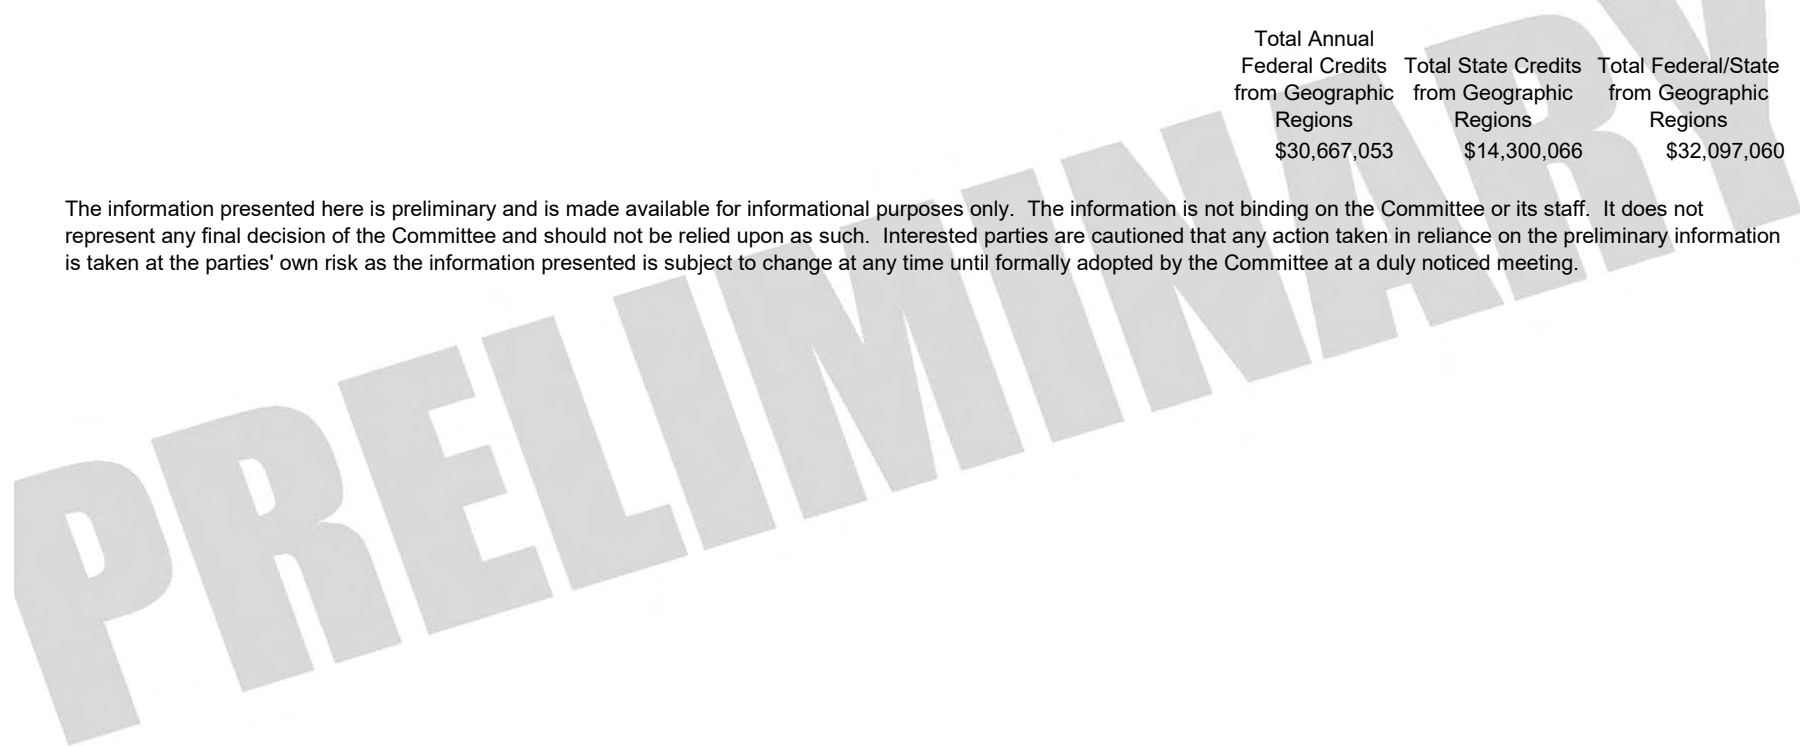 Total Annual
Federal Credits Total State Credits Total Federal/State
from Geographic from Geographic from Geographic
Regions Regions Regions
$30,667,053 $14,300,066 $32,097,060
The information presented here is preliminary and is made available for informational purposes only. The information is not binding on the Committee or its staff. It does not
represent any final decision of the Committee and should not be relied upon as such. Interested parties are cautioned that any action taken in reliance on the preliminary information
is taken at the parties' own risk as the information presented is subject to change at any time until formally adopted by the Committee at a duly noticed meeting.
PRELIMINARY